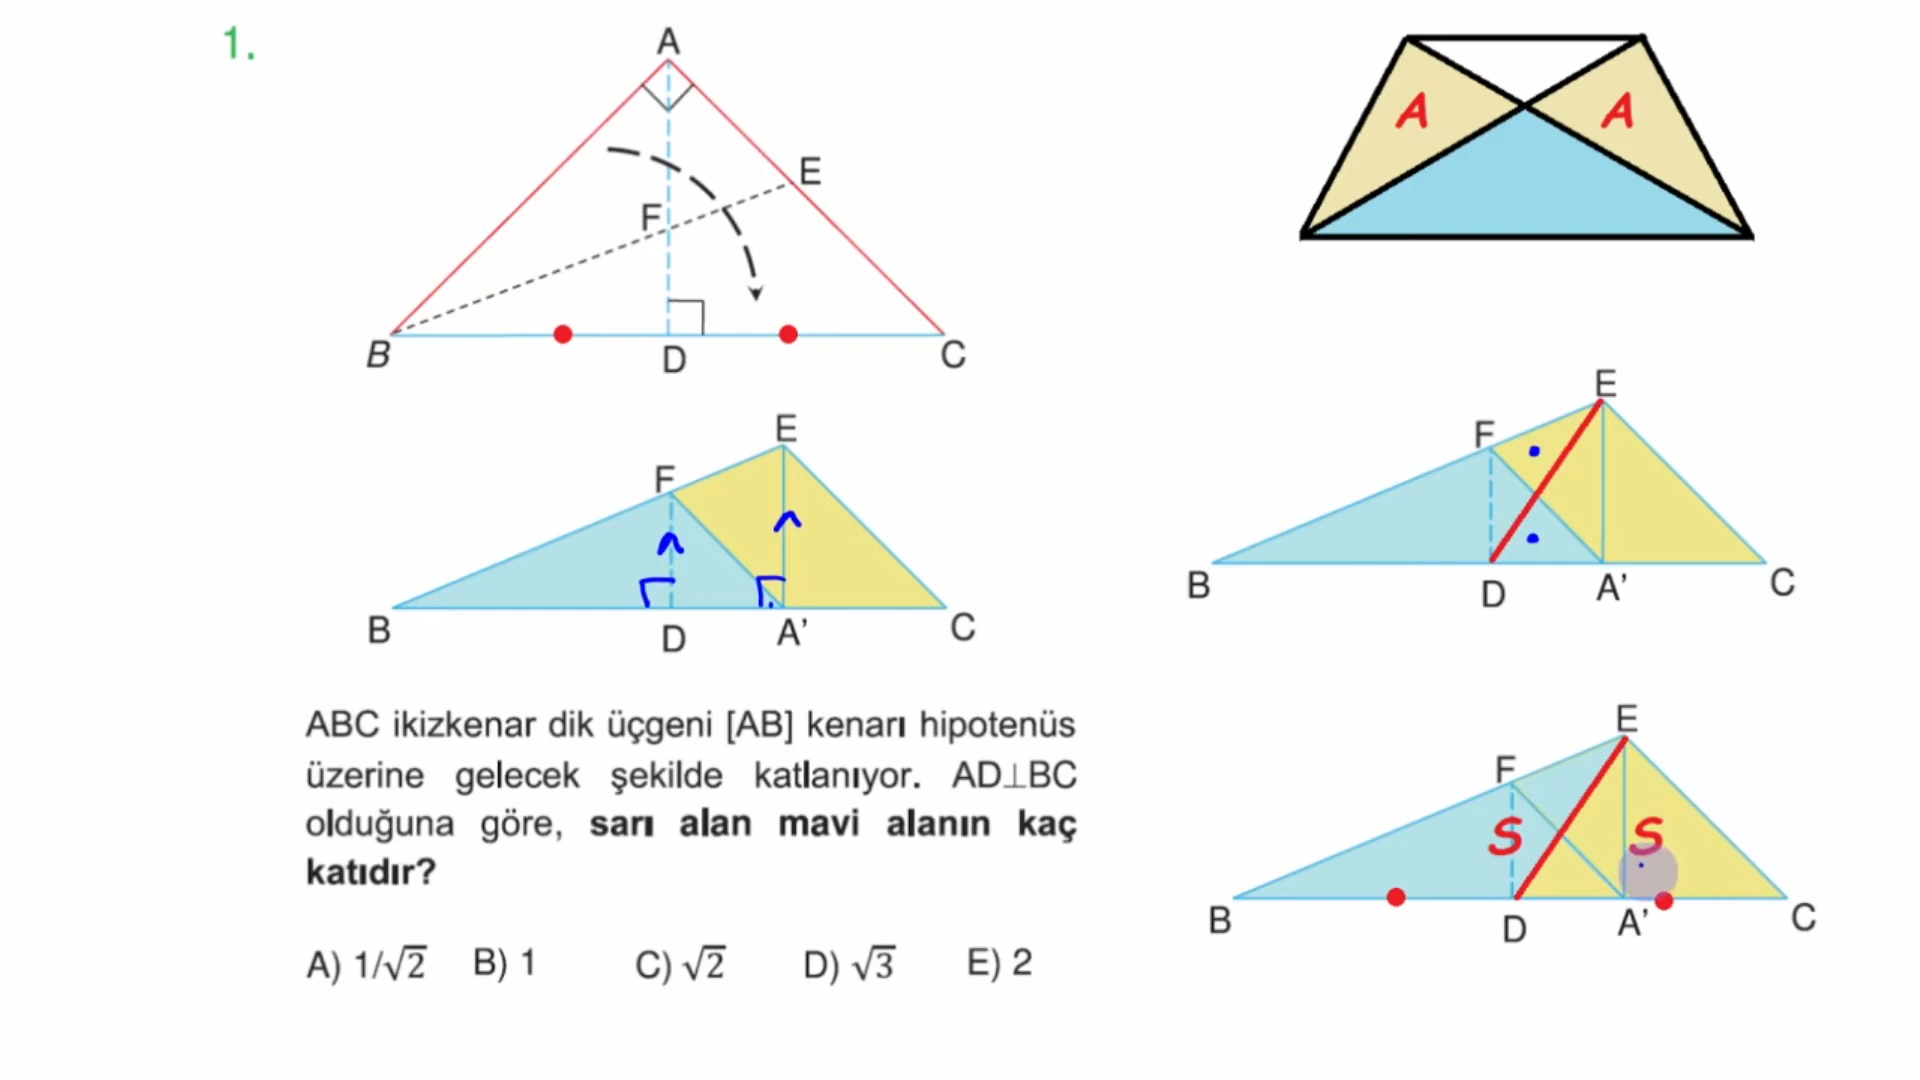 1.
A
E
F
B
D
C
E
F
B
D
A'
C
ABC ikizkenar dik üçgeni [AB] kenarı hipotenüs
üzerine gelecek şekilde katlanıyor. AD⊥BC
olduğuna göre, sarı alan mavi alanın kaç
katıdır?
A) 1/√2 B) 1 C) √2 D) √3 E) 2
A A
E
F
B
D
A'
C
E
F
S S
B
D
A'
C